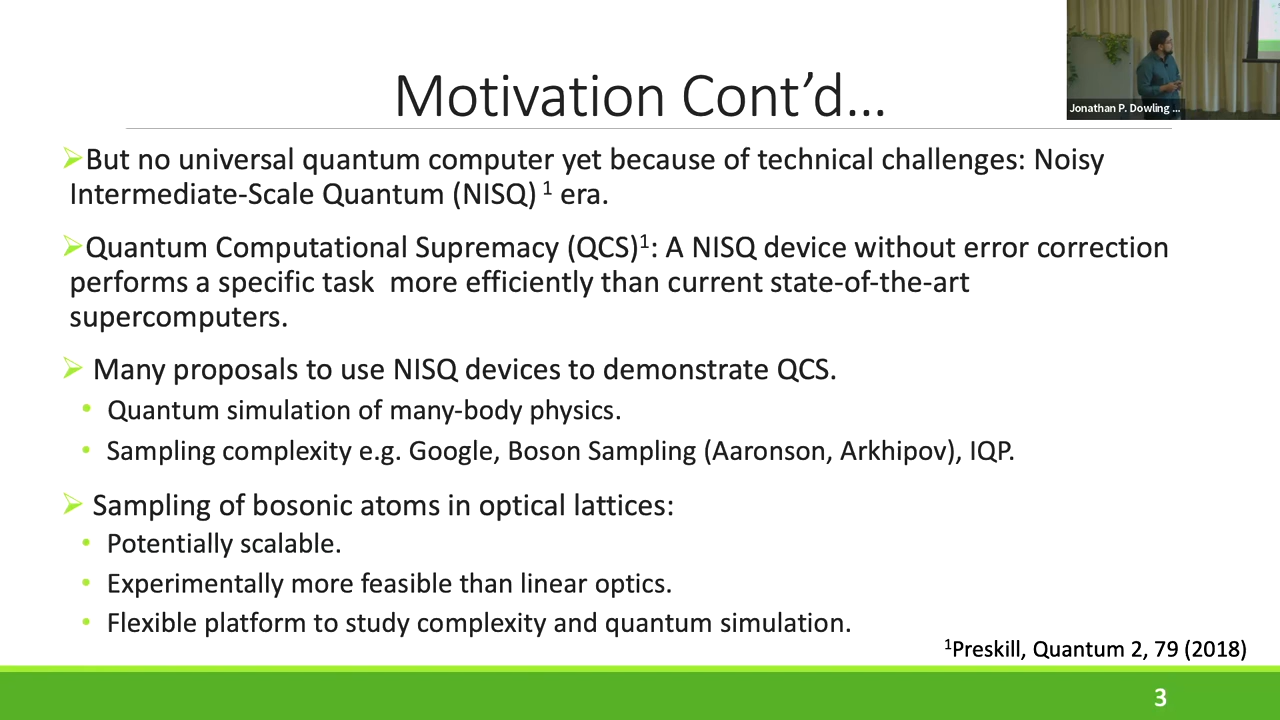 Jonathan P. Dowling ...
Motivation Cont’d…
➢But no universal quantum computer yet because of technical challenges: Noisy
Intermediate-Scale Quantum (NISQ) ¹ era.
➢Quantum Computational Supremacy (QCS)¹: A NISQ device without error correction
performs a specific task more efficiently than current state-of-the-art
supercomputers.
➢ Many proposals to use NISQ devices to demonstrate QCS.
• Quantum simulation of many-body physics.
• Sampling complexity e.g. Google, Boson Sampling (Aaronson, Arkhipov), IQP.
➢ Sampling of bosonic atoms in optical lattices:
• Potentially scalable.
• Experimentally more feasible than linear optics.
• Flexible platform to study complexity and quantum simulation.
¹Preskill, Quantum 2, 79 (2018)
3